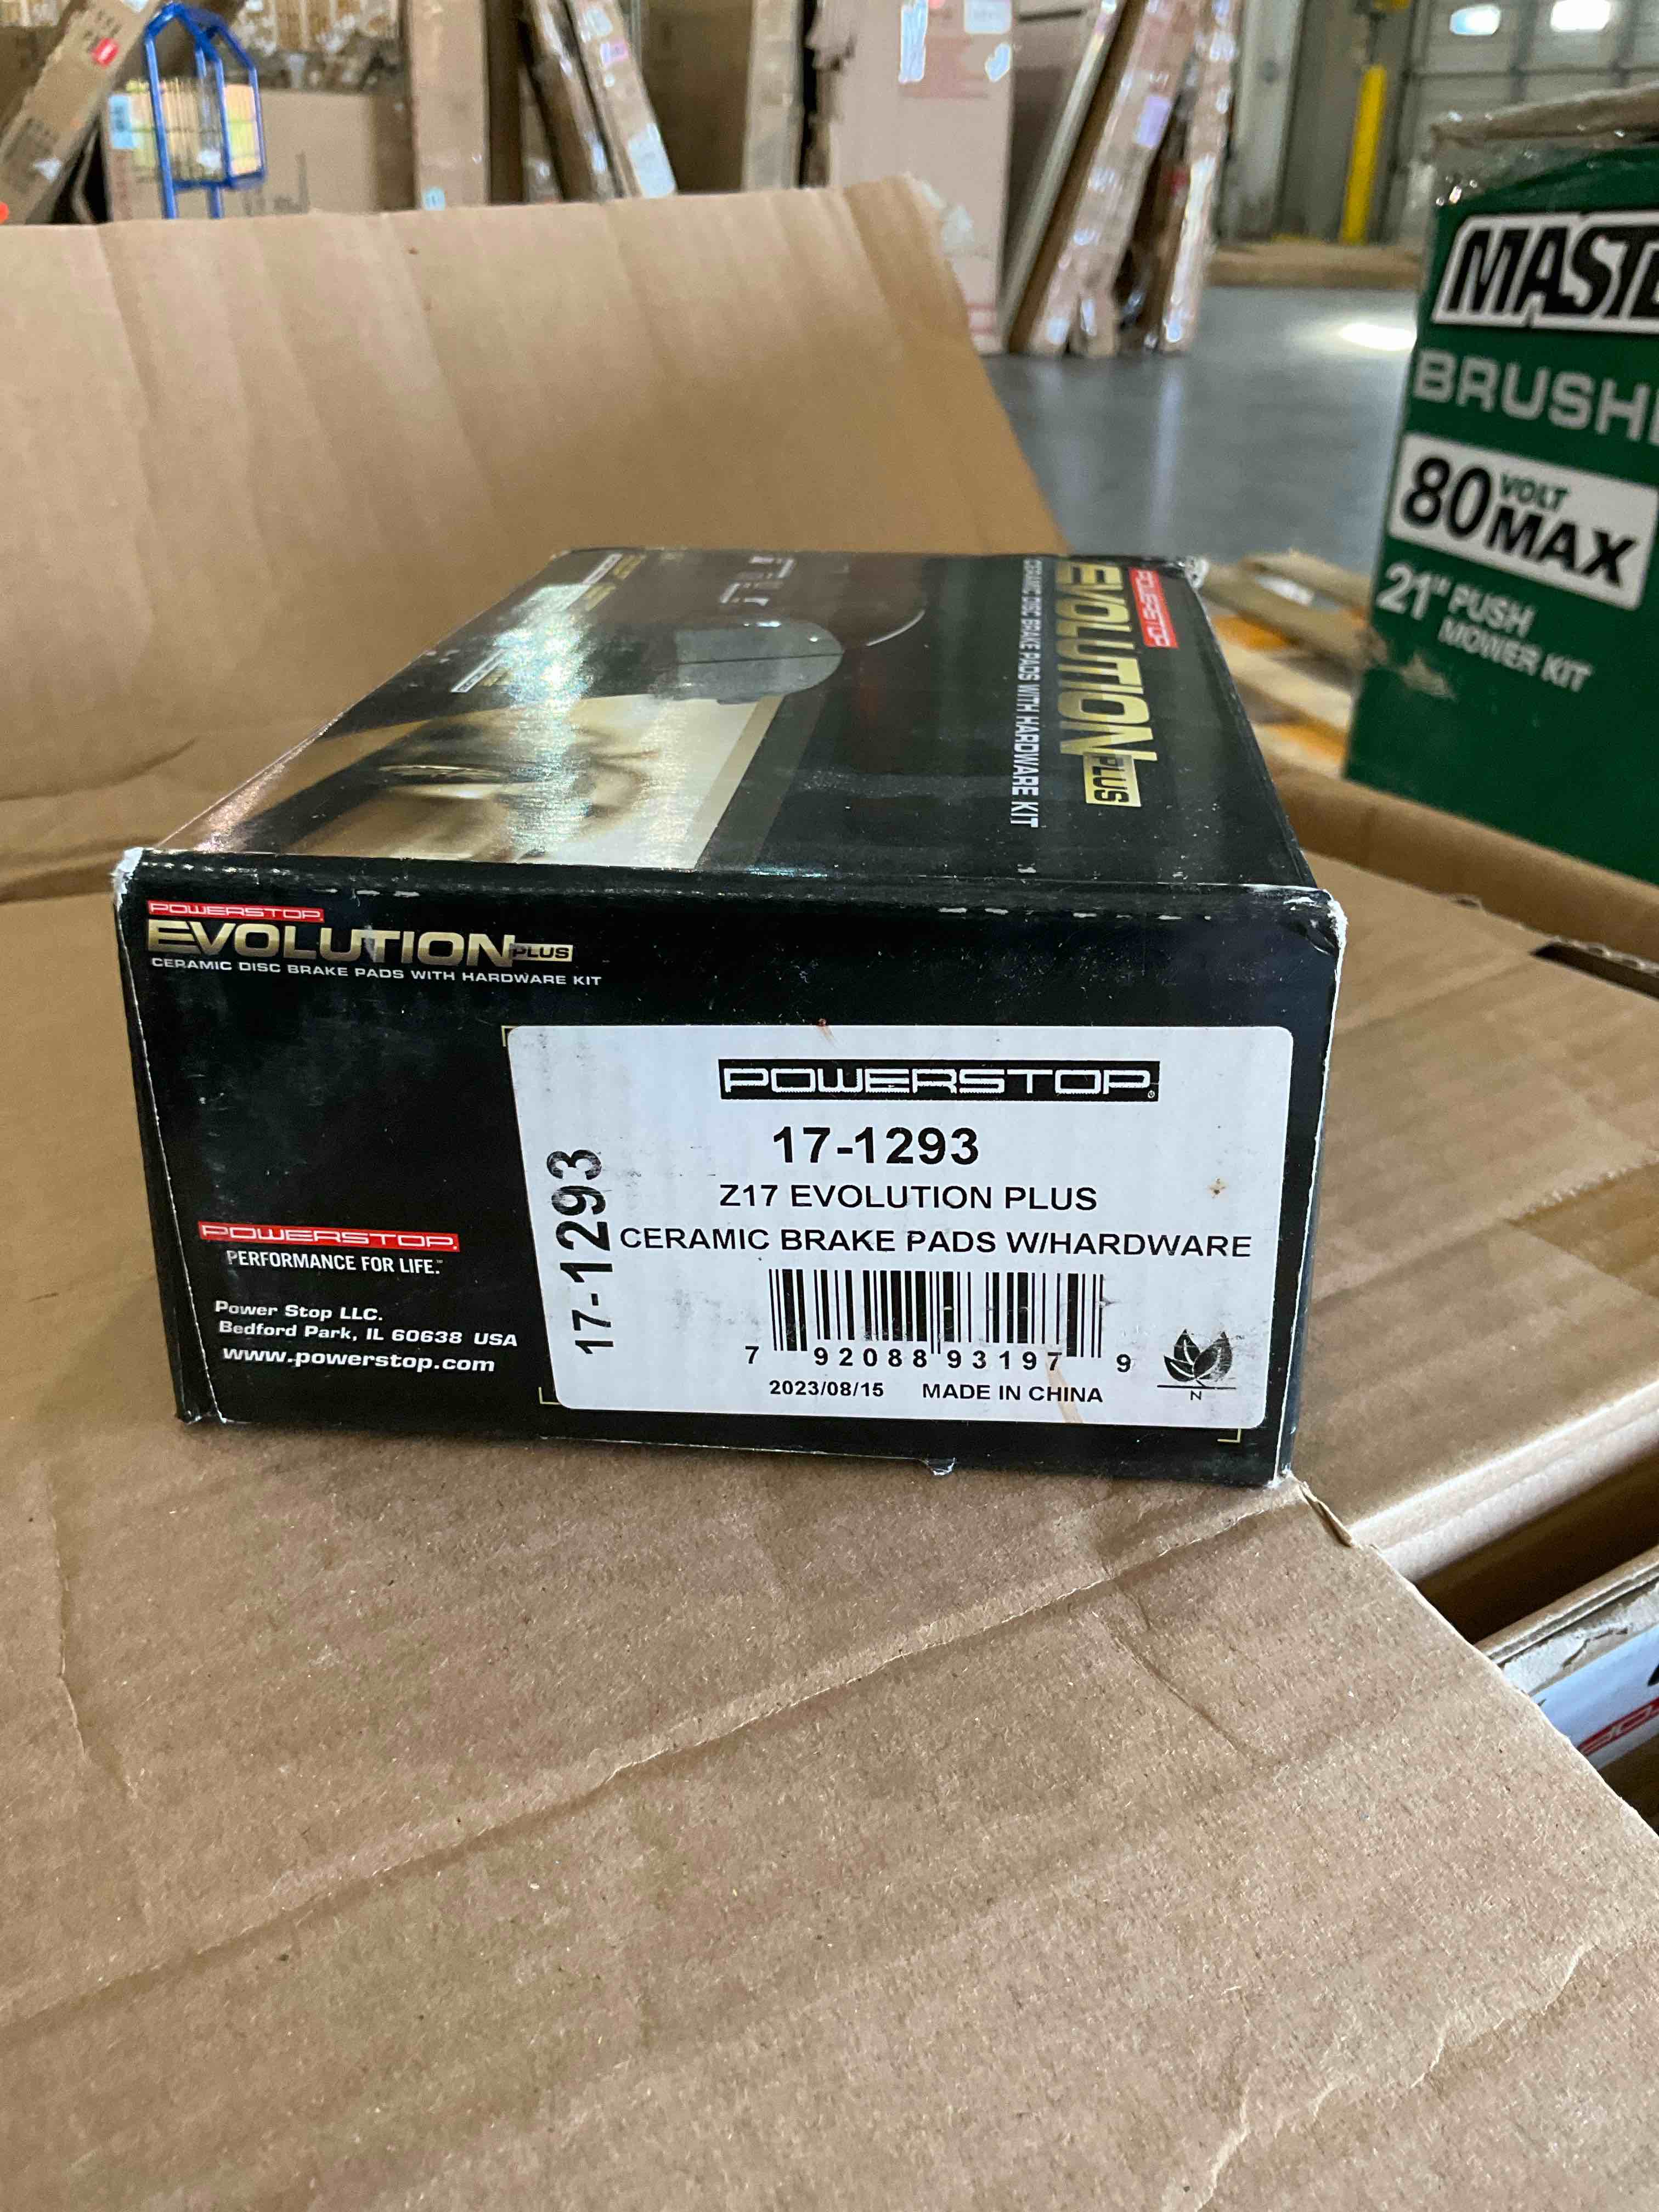 MAST
BRUSH
80 VOLT MAX
21" PUSH
MOWER KIT
POWERSTOP
EVOLUTION PLUS
CERAMIC DISC BRAKE PADS WITH HARDWARE KIT
POWERSTOP
EVOLUTION PLUS
CERAMIC DISC BRAKE PADS WITH HARDWARE KIT
POWERSTOP.
PERFORMANCE FOR LIFE.™
Power Stop LLC.
Bedford Park, IL 60638 USA
www.powerstop.com
17-1293
POWERSTOP®
17-1293
Z17 EVOLUTION PLUS
CERAMIC BRAKE PADS W/HARDWARE
7 92088 93197 9
2023/08/15 MADE IN CHINA
N